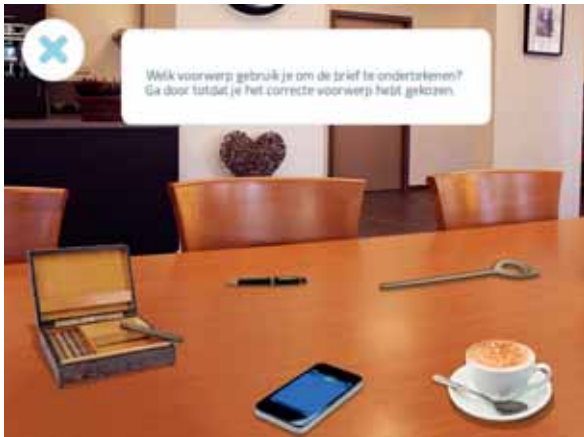 Welk voorwerp gebruik je om de brief te ondertekenen?
Ga door totdat je het correcte voorwerp hebt gekozen.